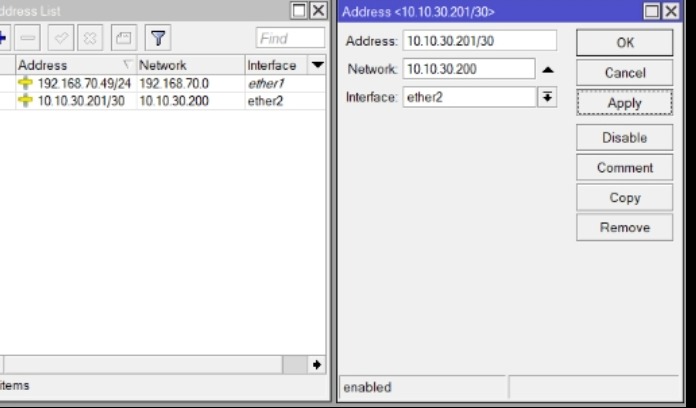 ddress List
Find
Address Network Interface
192.168.70.49/24 192.168.70.0 ether1
10.10.30.201/30 10.10.30.200 ether2
items
Address <10.10.30.201/30>
Address: 10.10.30.201/30
Network: 10.10.30.200
Interface: ether2
OK
Cancel
Apply
Disable
Comment
Copy
Remove
enabled